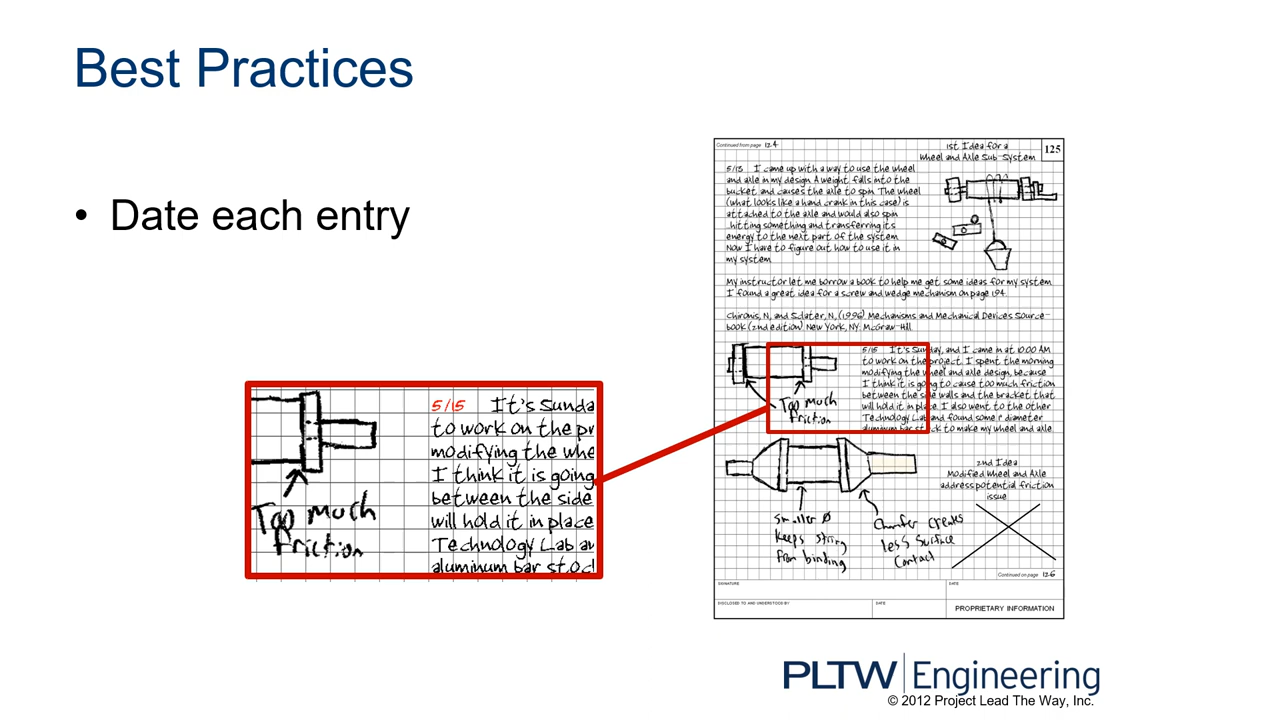 Best Practices
• Date each entry
Continued from page 124
1st Idea for a
Wheel and Axle Sub-System
125
5/13 I came up with a way to use the wheel
and axle in my design. A weight falls into the
bucket and causes the axle to spin. The wheel
(what looks like a hand crank in this case) is
attached to the axle and would also spin
hitting something and transferring its
energy to the next part of the system.
Now I have to figure out how to use it in
my system.
My instructor let me borrow a book to help me get some ideas for my system.
I found a great idea for a screw and wedge mechanism on page 194.
Chironis, N, and Sclater, N, (1996). Mechanisms and Mechanical Devices Source-
book (2nd edition) New York, NY: McGraw-Hill.
5/15 It's Sunday, and I came in at 10:00 AM
to work on the project. I spent the morning
modifying the wheel and axle design, because
I think it is going to cause too much friction
between the side walls and the bracket that
will hold it in place. I also went to the other
Technology Lab and found some diameter
aluminum bar stock to make my wheel and axle.
Too much
friction
2nd Idea
Modified Wheel and Axle
address potential friction
issue
Smaller Ø
keeps string
from binding
Chamfer creates
less surface
contact
Continued on page 126
SIGNATURE
DATE
DISCLOSED TO AND UNDERSTOOD BY
DATE
PROPRIETARY INFORMATION
5/15 It's Sunda
to work on the pr
modifying the whe
I think it is going
between the side
will hold it in place
Technology Lab an
aluminum bar stoc
Too much
friction
PLTW Engineering
© 2012 Project Lead The Way, Inc.